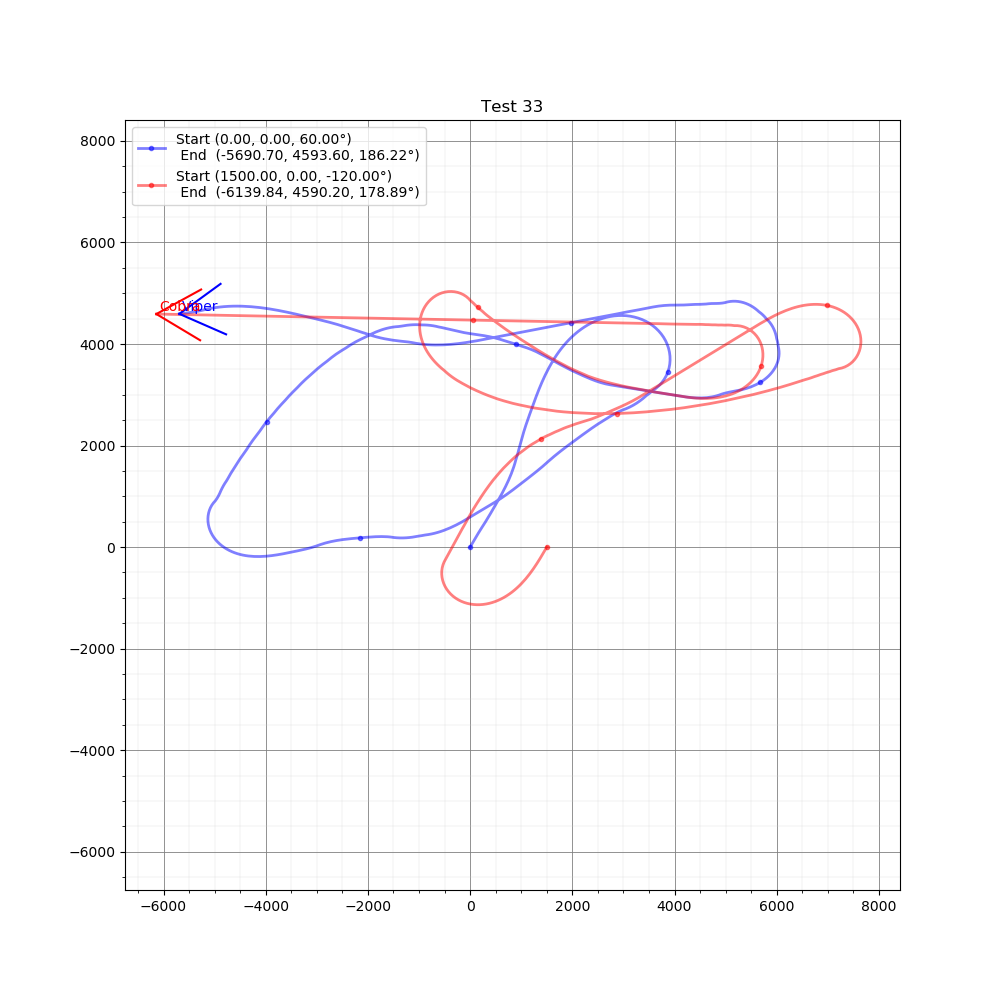 Test 33
Start (0.00, 0.00, 60.00°)
End (-5690.70, 4593.60, 186.22°)
Start (1500.00, 0.00, -120.00°)
End (-6139.84, 4590.20, 178.89°)
8000
6000
4000
2000
0
−2000
−4000
−6000
−6000 −4000 −2000 0 2000 4000 6000 8000